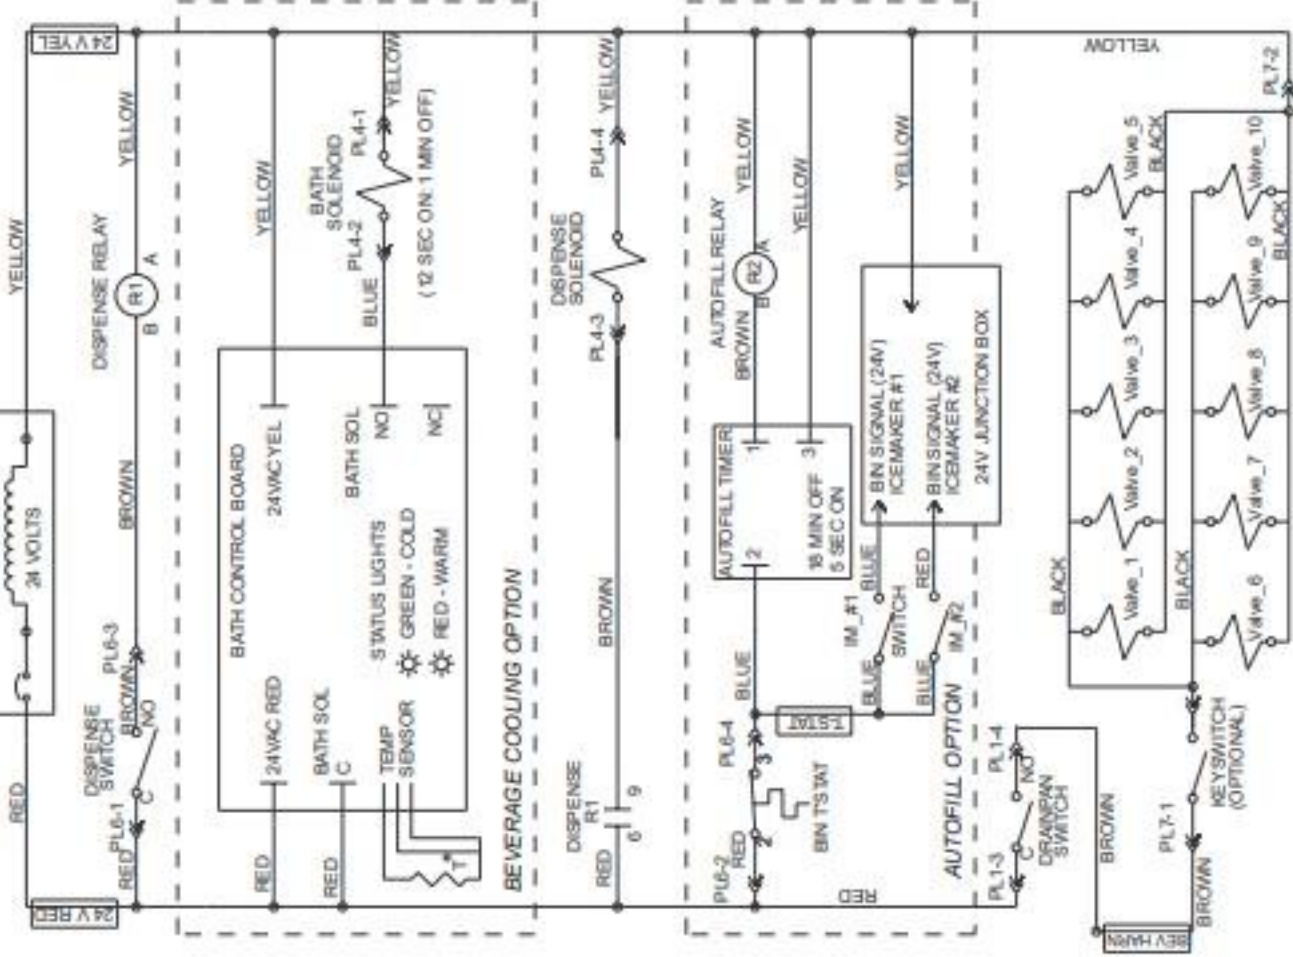 24 V YEL
YELLOW
24 VOLTS
RED
24 V RED
YELLOW
DISPENSE RELAY
A
R1
B
BROWN
PL6-3
BROWN
NO
DISPENSE
SWITCH
C
PL6-1
RED
YELLOW
BATH CONTROL BOARD
24VAC YEL
24VAC RED
RED
YELLOW
PL4-1
BATH
SOLENOID
PL4-2
BLUE
(12 SEC ON: 1 MIN OFF)
BATH SOL
NO
NC
STATUS LIGHTS
GREEN - COLD
RED - WARM
BATH SOL
C
RED
TEMP
SENSOR
T°
BEVERAGE COOLING OPTION
YELLOW
PL4-4
DISPENSE
SOLENOID
PL4-3
BROWN
DISPENSE
R1
9
6
RED
YELLOW
AUTOFILL RELAY
A
R2
B
BROWN
YELLOW
AUTOFILL TIMER
1
3
2
18 MIN OFF
5 SEC ON
BLUE
PL6-4
3
BIN T'STAT
2
RED
PL6-2
T-STAT
YELLOW
BIN SIGNAL (24V)
ICEMAKER #1
BIN SIGNAL (24V)
ICEMAKER #2
24V JUNCTION BOX
BLUE
RED
IM_#1
SWITCH
IM_#2
BLUE
BLUE
AUTOFILL OPTION
RED
YELLOW
PL7-2
PL1-4
NO
DRAINPAN
SWITCH
C
PL1-3
BROWN
BEV HARN
BLACK
Valve_1
Valve_2
Valve_3
Valve_4
Valve_5
BLACK
BLACK
Valve_6
Valve_7
Valve_8
Valve_9
Valve_10
BLACK
KEYSWITCH
(OPTIONAL)
PL7-1
BROWN